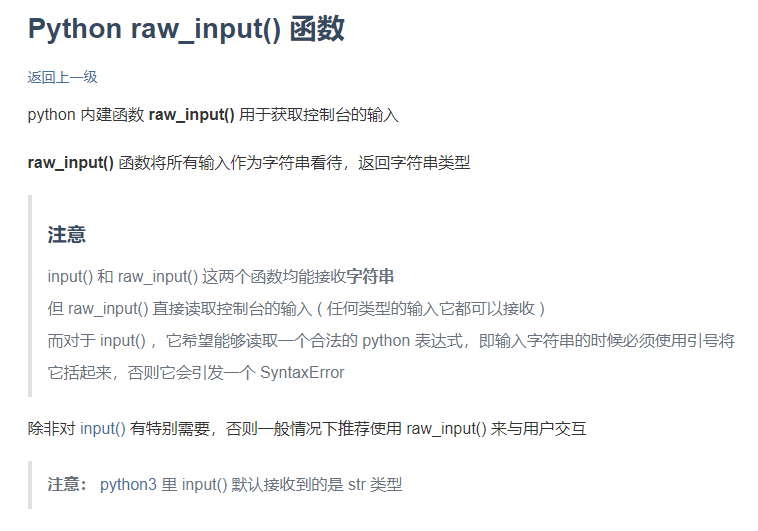 Python raw_input() 函数
返回上一级
python 内建函数 raw_input() 用于获取控制台的输入
raw_input() 函数将所有输入作为字符串看待，返回字符串类型
注意
input() 和 raw_input() 这两个函数均能接收字符串
但 raw_input() 直接读取控制台的输入 ( 任何类型的输入它都可以接收 )
而对于 input() ，它希望能够读取一个合法的 python 表达式，即输入字符串的时候必须使用引号将
它括起来，否则它会引发一个 SyntaxError
除非对 input() 有特别需要，否则一般情况下推荐使用 raw_input() 来与用户交互
注意： python3 里 input() 默认接收到的是 str 类型